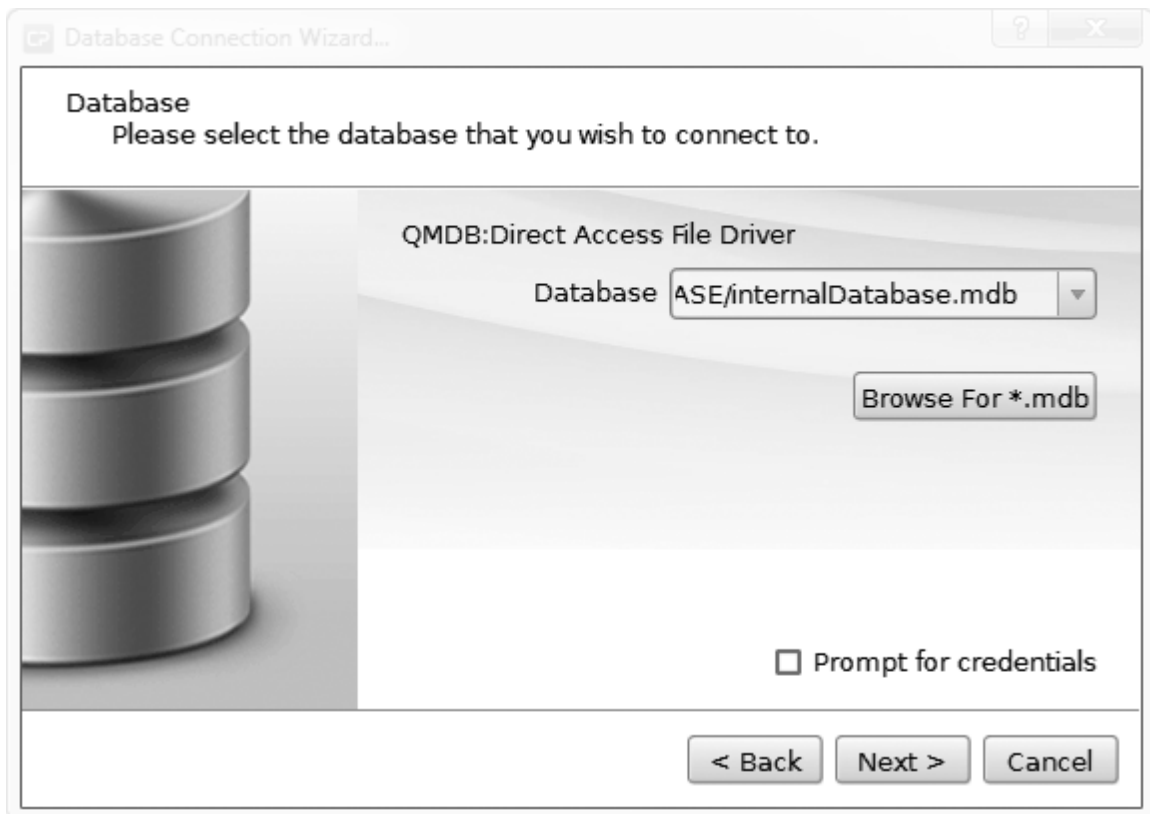 CP Database Connection Wizard...
Database
Please select the database that you wish to connect to.
QMDB:Direct Access File Driver
Database ASE/internalDatabase.mdb
Browse For *.mdb
Prompt for credentials
< Back Next > Cancel